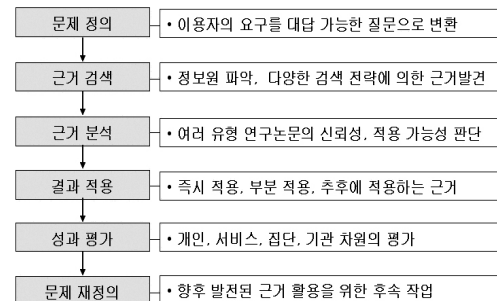 문제 정의
• 이용자의 요구를 대답 가능한 질문으로 변환
근거 검색
• 정보원 파악, 다양한 검색 전략에 의한 근거발견
근거 분석
• 여러 유형 연구논문의 신뢰성, 적용 가능성 판단
결과 적용
• 즉시 적용, 부분 적용, 추후에 적용하는 근거
성과 평가
• 개인, 서비스, 집단, 기관 차원의 평가
문제 재정의
• 향후 발전된 근거 활용을 위한 후속 작업